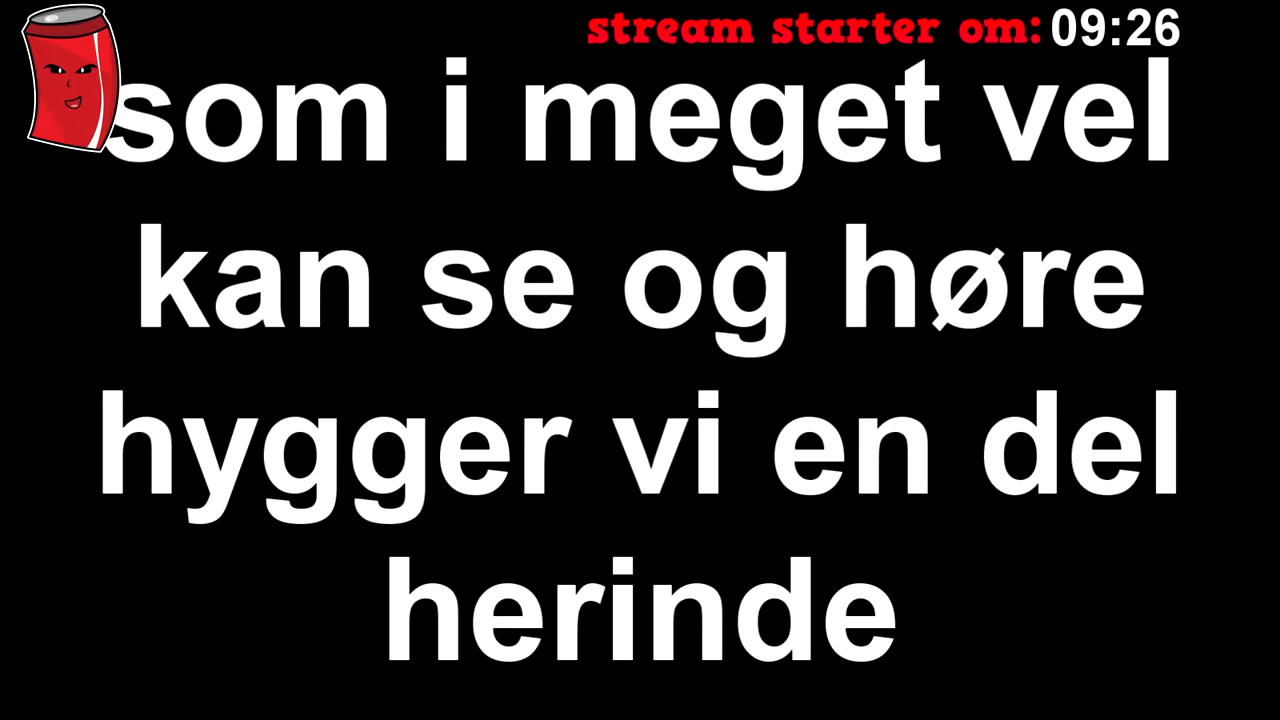 stream starter om: 09:26
som i meget vel
kan se og høre
hygger vi en del
herinde